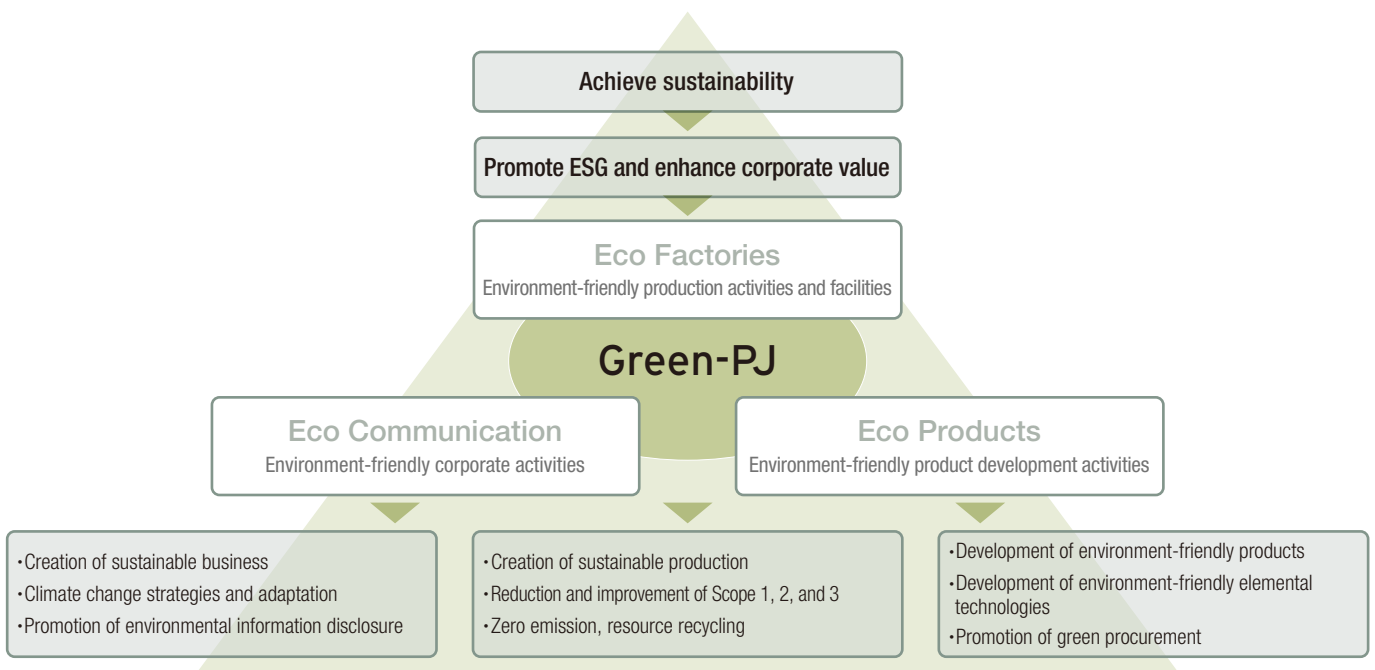 Achieve sustainability
Promote ESG and enhance corporate value
Eco Factories
Environment-friendly production activities and facilities
Green-PJ
Eco Communication
Environment-friendly corporate activities
Eco Products
Environment-friendly product development activities
・Creation of sustainable business
・Climate change strategies and adaptation
・Promotion of environmental information disclosure
・Creation of sustainable production
・Reduction and improvement of Scope 1, 2, and 3
・Zero emission, resource recycling
・Development of environment-friendly products
・Development of environment-friendly elemental
technologies
・Promotion of green procurement